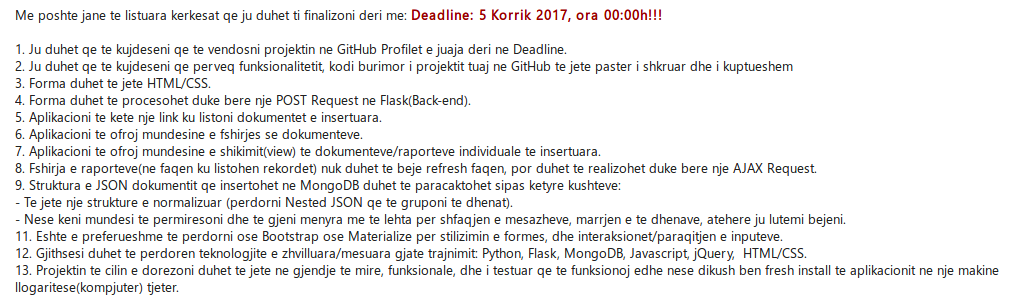 Me poshte jane te listuara kerkesat qe ju duhet ti finalizoni deri me: Deadline: 5 Korrik 2017, ora 00:00h!!!
1. Ju duhet qe te kujdeseni qe te vendosni projektin ne GitHub Profilet e juaja deri ne Deadline.
2. Ju duhet qe te kujdeseni qe perveq funksionalitetit, kodi burimor i projektit tuaj ne GitHub te jete paster i shkruar dhe i kuptueshem
3. Forma duhet te jete HTML/CSS.
4. Forma duhet te procesohet duke bere nje POST Request ne Flask(Back-end).
5. Aplikacioni te kete nje link ku listoni dokumentet e insertuara.
6. Aplikacioni te ofroj mundesine e fshirjes se dokumenteve.
7. Aplikacioni te ofroj mundesine e shikimit(view) te dokumenteve/raporteve individuale te insertuara.
8. Fshirja e raporteve(ne faqen ku listohen rekordet) nuk duhet te beje refresh faqen, por duhet te realizohet duke bere nje AJAX Request.
9. Struktura e JSON dokumentit qe insertohet ne MongoDB duhet te paracaktohet sipas ketyre kushteve:
- Te jete nje strukture e normalizuar (perdorni Nested JSON qe te gruponi te dhenat).
- Nese keni mundesi te permiresoni dhe te gjeni menyra me te lehta per shfaqjen e mesazheve, marrjen e te dhenave, atehere ju lutemi bejeni.
11. Eshte e preferueshme te perdorni ose Bootstrap ose Materialize per stilizimin e formes, dhe interaksionet/paraqitjen e inputeve.
12. Gjithsesi duhet te perdoren teknologjite e zhvilluara/mesuara gjate trajnimit: Python, Flask, MongoDB, Javascript, jQuery, HTML/CSS.
13. Projektin te cilin e dorezoni duhet te jete ne gjendje te mire, funksionale, dhe i testuar qe te funksionoj edhe nese dikush ben fresh install te aplikacionit ne nje makine
llogaritese(kompjuter) tjeter.